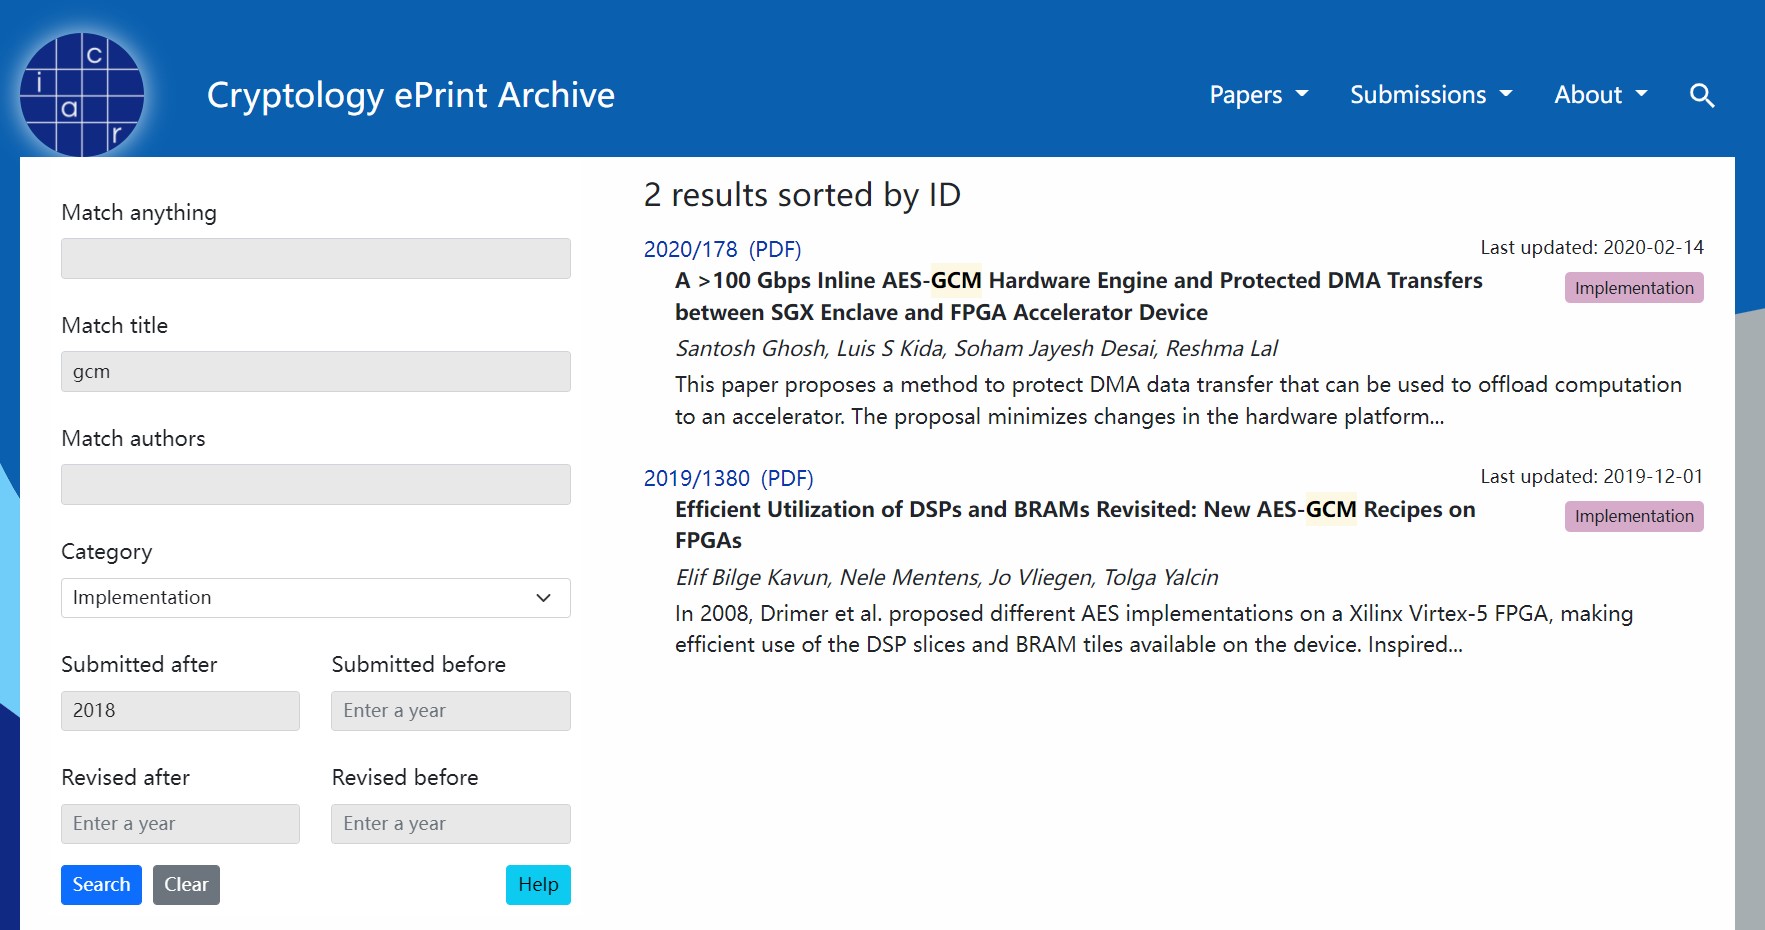 c
i
a
r
Cryptology ePrint Archive
Papers
Submissions
About
Match anything
Match title
gcm
Match authors
Category
Implementation
Submitted after
Submitted before
2018
Enter a year
Revised after
Revised before
Enter a year
Enter a year
Search
Clear
Help
2 results sorted by ID
2020/178 (PDF)
Last updated: 2020-02-14
A >100 Gbps Inline AES-GCM Hardware Engine and Protected DMA Transfers
Implementation
between SGX Enclave and FPGA Accelerator Device
Santosh Ghosh, Luis S Kida, Soham Jayesh Desai, Reshma Lal
This paper proposes a method to protect DMA data transfer that can be used to offload computation
to an accelerator. The proposal minimizes changes in the hardware platform...
2019/1380 (PDF)
Last updated: 2019-12-01
Efficient Utilization of DSPs and BRAMs Revisited: New AES-GCM Recipes on
Implementation
FPGAs
Elif Bilge Kavun, Nele Mentens, Jo Vliegen, Tolga Yalcin
In 2008, Drimer et al. proposed different AES implementations on a Xilinx Virtex-5 FPGA, making
efficient use of the DSP slices and BRAM tiles available on the device. Inspired...